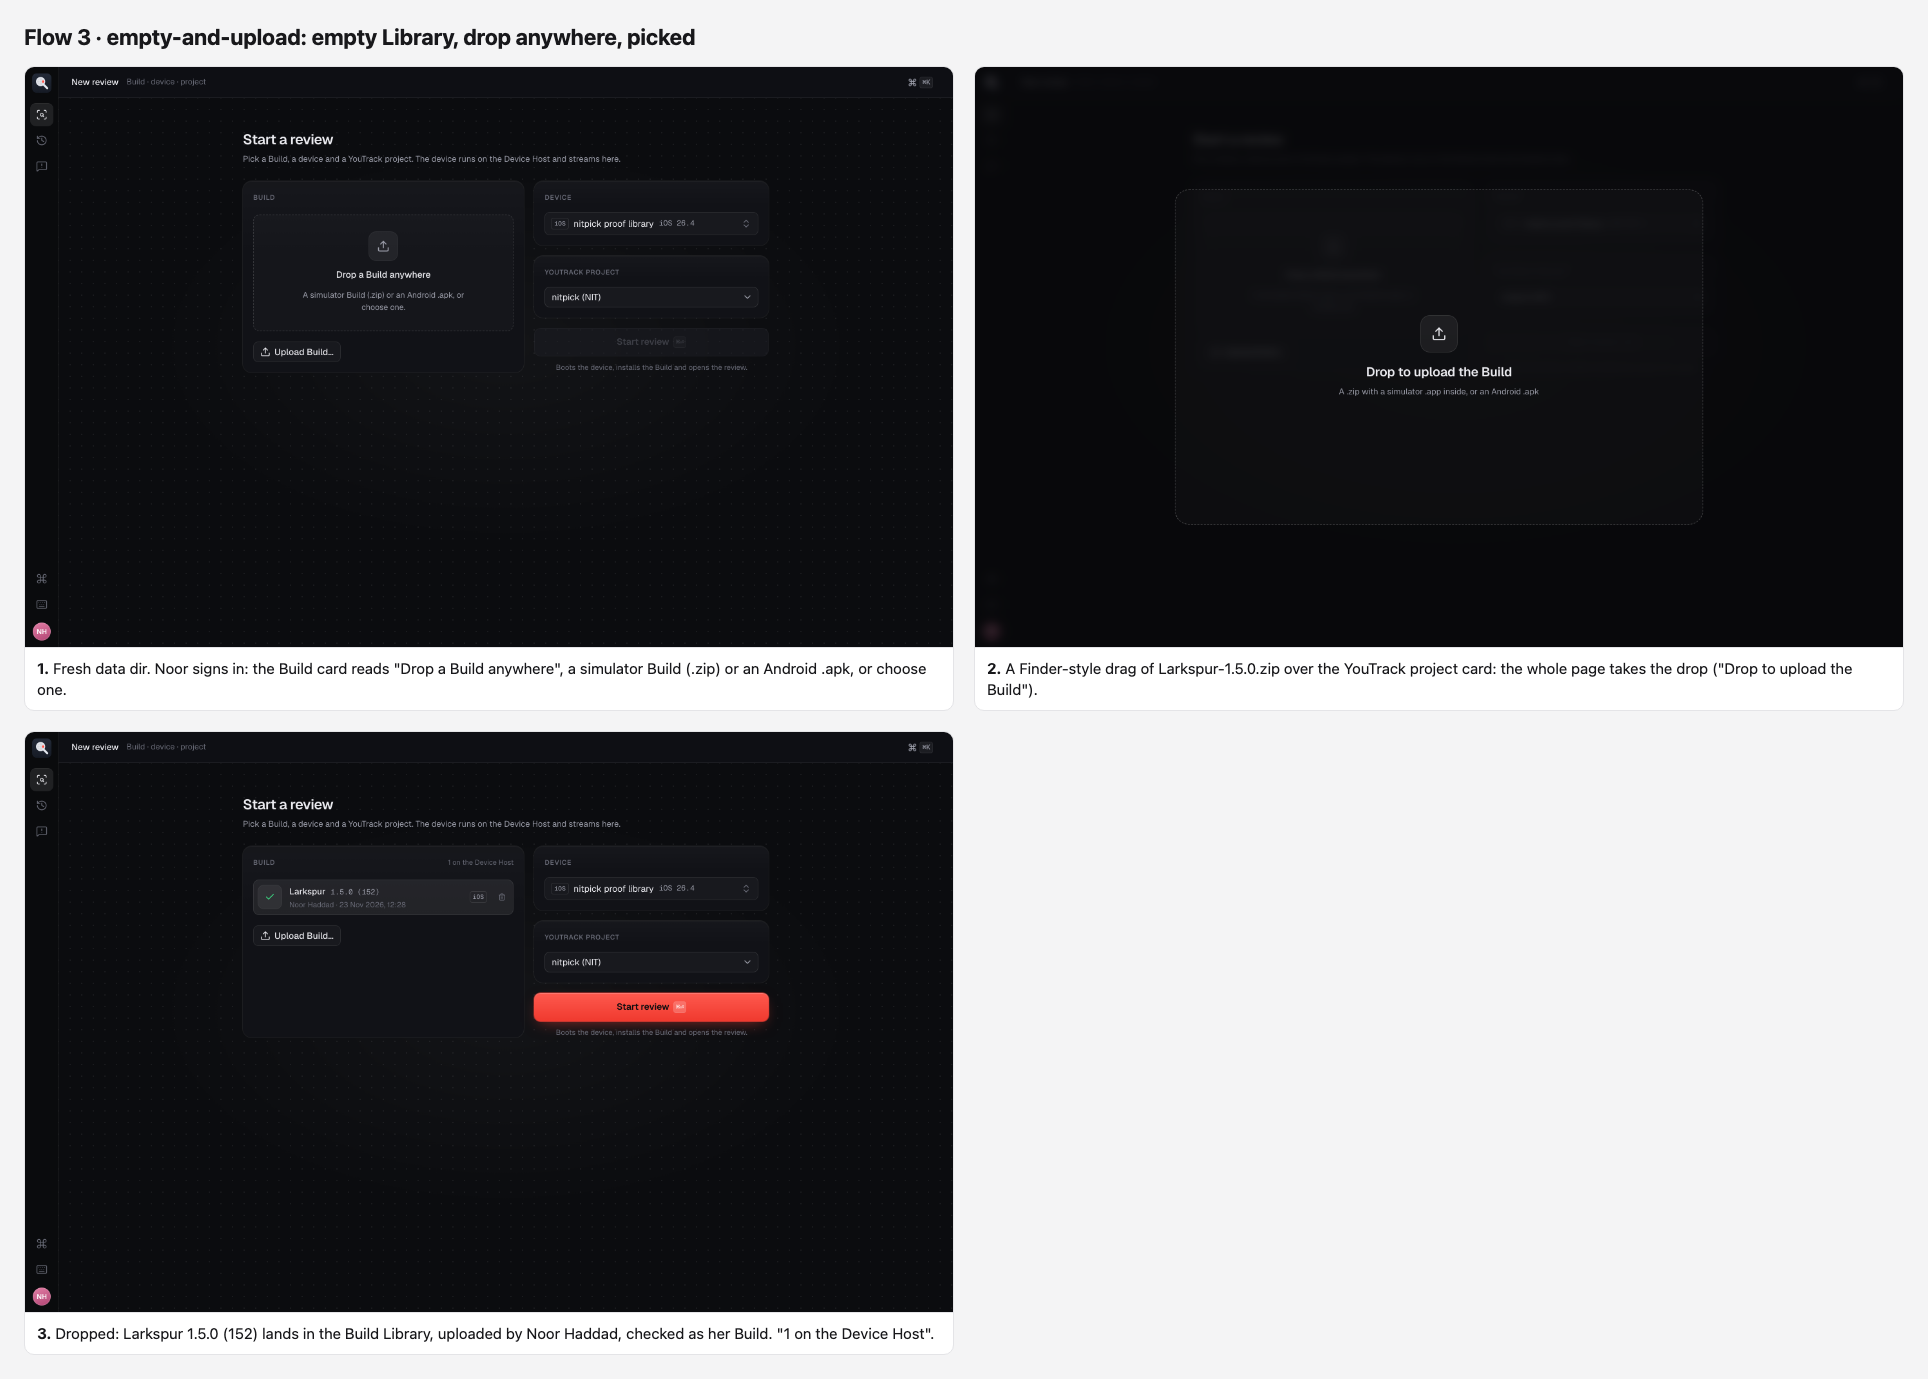 Flow 3 · empty-and-upload: empty Library, drop anywhere, picked
New review Build · device · project
⌘ ⌘K
Start a review
Pick a Build, a device and a YouTrack project. The device runs on the Device Host and streams here.
BUILD
Drop a Build anywhere
A simulator Build (.zip) or an Android .apk, or
choose one.
Upload Build...
DEVICE
iOS nitpick proof library iOS 26.4
YOUTRACK PROJECT
nitpick (NIT)
Start review
Boots the device, installs the Build and opens the review.
NH
1. Fresh data dir. Noor signs in: the Build card reads "Drop a Build anywhere", a simulator Build (.zip) or an Android .apk, or choose
one.
Drop to upload the Build
A .zip with a simulator .app inside, or an Android .apk
2. A Finder-style drag of Larkspur-1.5.0.zip over the YouTrack project card: the whole page takes the drop ("Drop to upload the
Build").
New review Build · device · project
⌘ ⌘K
Start a review
Pick a Build, a device and a YouTrack project. The device runs on the Device Host and streams here.
BUILD 1 on the Device Host
Larkspur 1.5.0 (152)
Noor Haddad · 23 Nov 2026, 12:28
iOS
Upload Build...
DEVICE
iOS nitpick proof library iOS 26.4
YOUTRACK PROJECT
nitpick (NIT)
Start review
Boots the device, installs the Build and opens the review.
NH
3. Dropped: Larkspur 1.5.0 (152) lands in the Build Library, uploaded by Noor Haddad, checked as her Build. "1 on the Device Host".